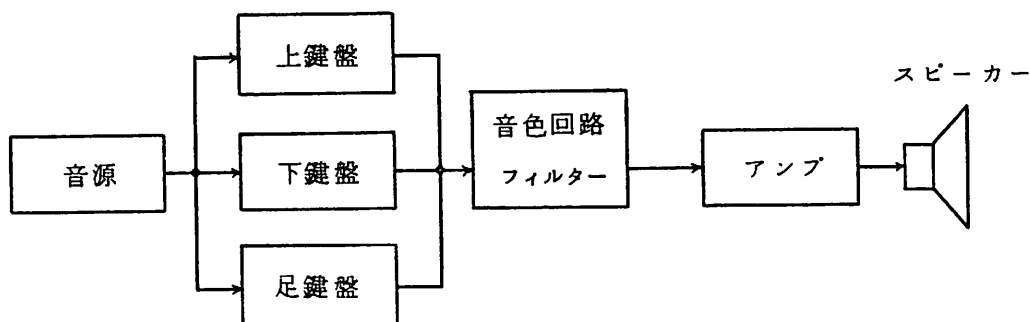 上鍵盤
スピーカー
音源
下鍵盤
音色回路
フィルター
アンプ
足鍵盤